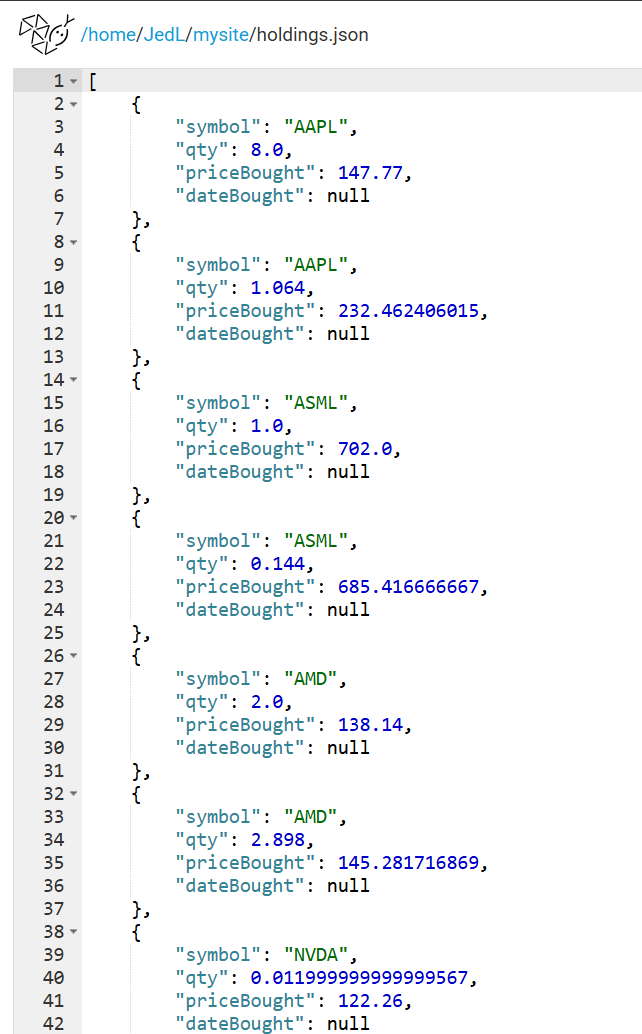 /home/JedL/mysite/holdings.json
1 [
2 {
3 "symbol": "AAPL",
4 "qty": 8.0,
5 "priceBought": 147.77,
6 "dateBought": null
7 },
8 {
9 "symbol": "AAPL",
10 "qty": 1.064,
11 "priceBought": 232.462406015,
12 "dateBought": null
13 },
14 {
15 "symbol": "ASML",
16 "qty": 1.0,
17 "priceBought": 702.0,
18 "dateBought": null
19 },
20 {
21 "symbol": "ASML",
22 "qty": 0.144,
23 "priceBought": 685.416666667,
24 "dateBought": null
25 },
26 {
27 "symbol": "AMD",
28 "qty": 2.0,
29 "priceBought": 138.14,
30 "dateBought": null
31 },
32 {
33 "symbol": "AMD",
34 "qty": 2.898,
35 "priceBought": 145.281716869,
36 "dateBought": null
37 },
38 {
39 "symbol": "NVDA",
40 "qty": 0.011999999999999567,
41 "priceBought": 122.26,
42 "dateBought": null